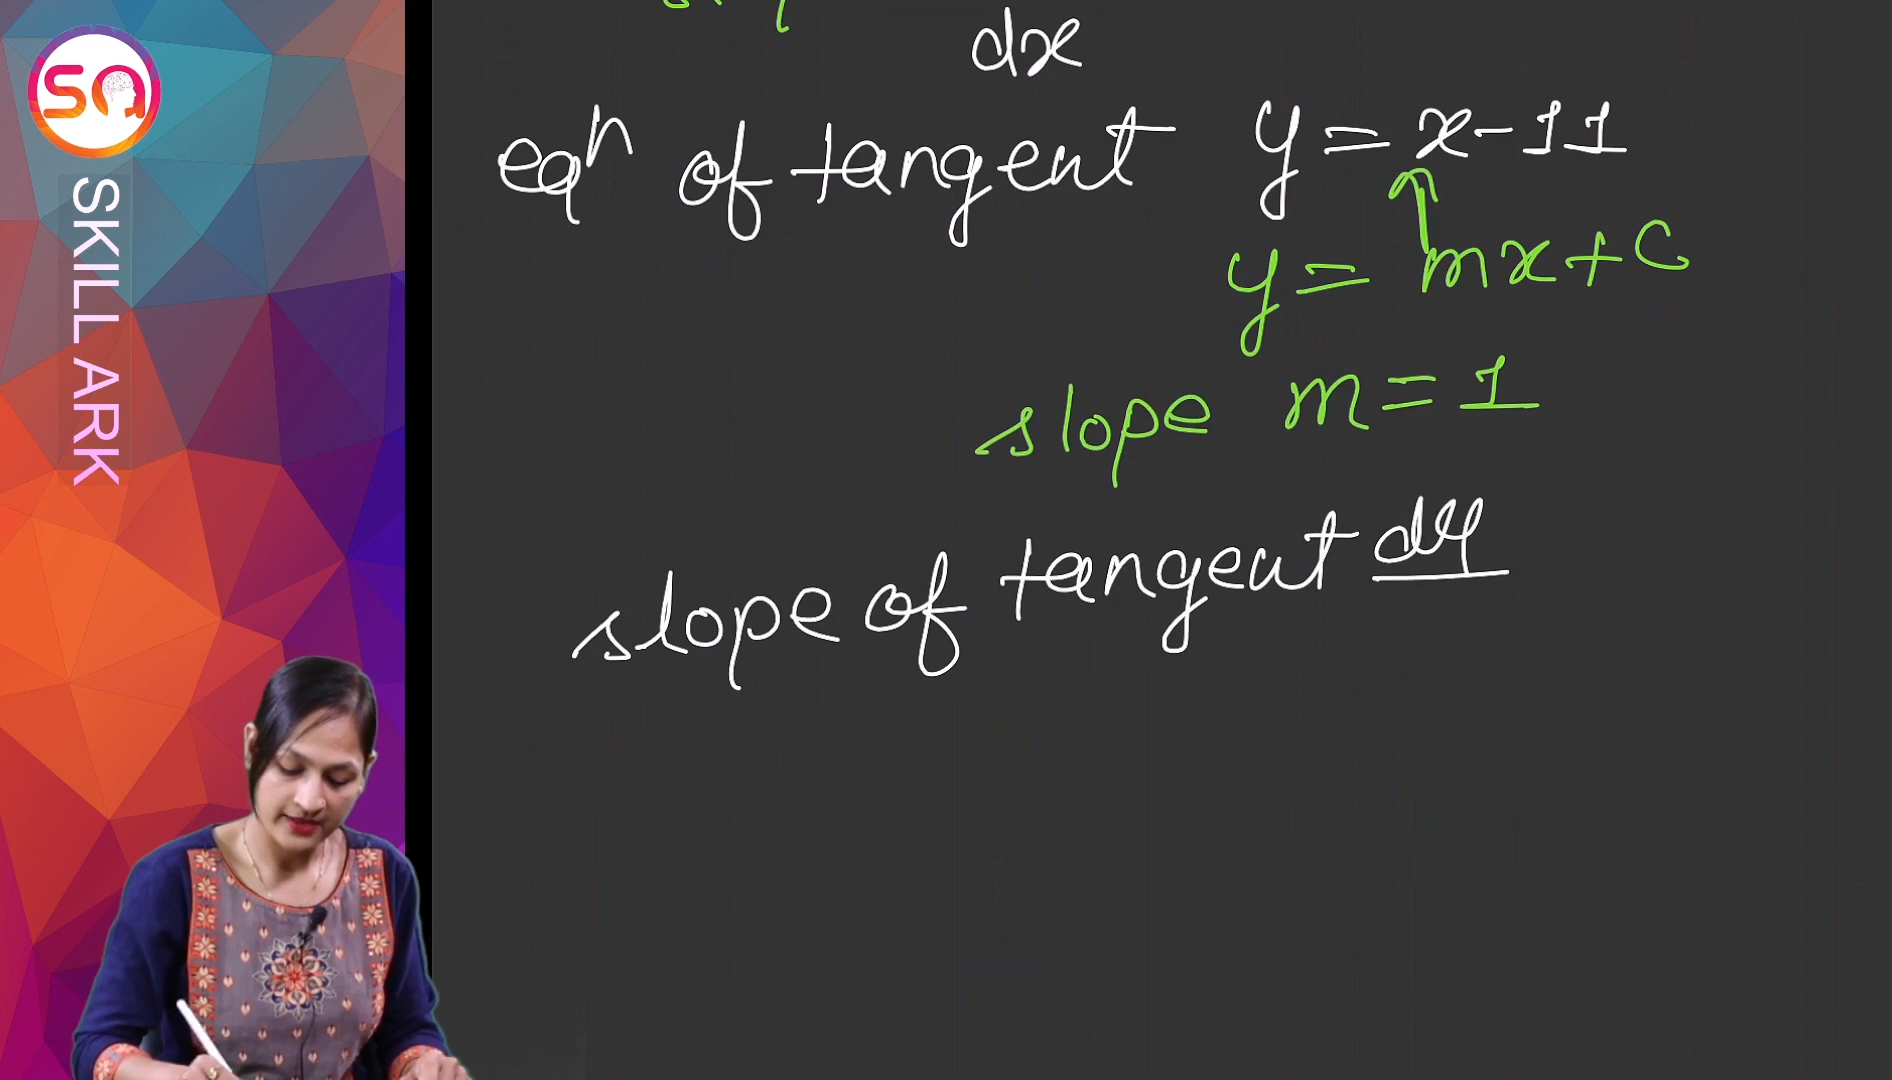 SKILL ARK
dx
eqn of tangent y = x - 11
y = mx + c
slope m = 1
slope of tangent dy